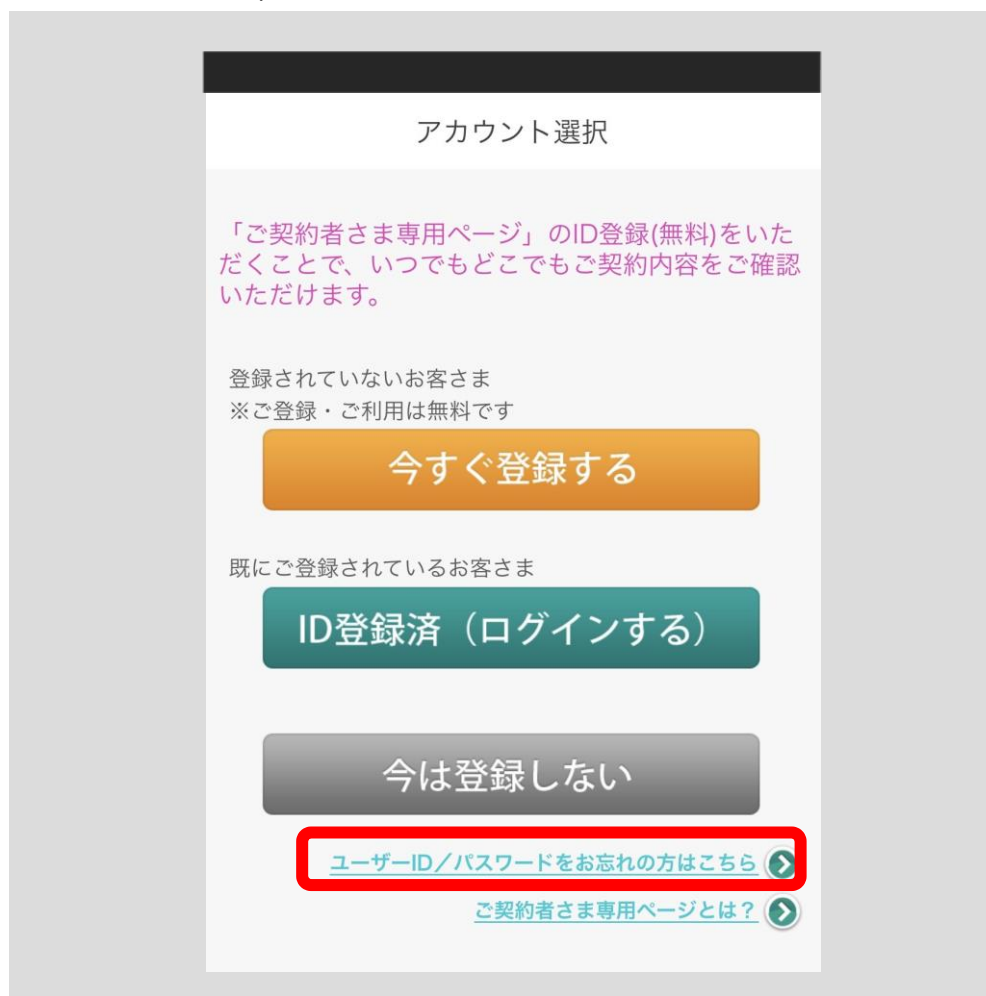 アカウント選択
「ご契約者さま専用ページ」のID登録(無料)をいた
だくことで、いつでもどこでもご契約内容をご確認
いただけます。
登録されていないお客さま
※ご登録・ご利用は無料です
今すぐ登録する
既にご登録されているお客さま
ID登録済（ログインする）
今は登録しない
ユーザーID／パスワードをお忘れの方はこちら
ご契約者さま専用ページとは？